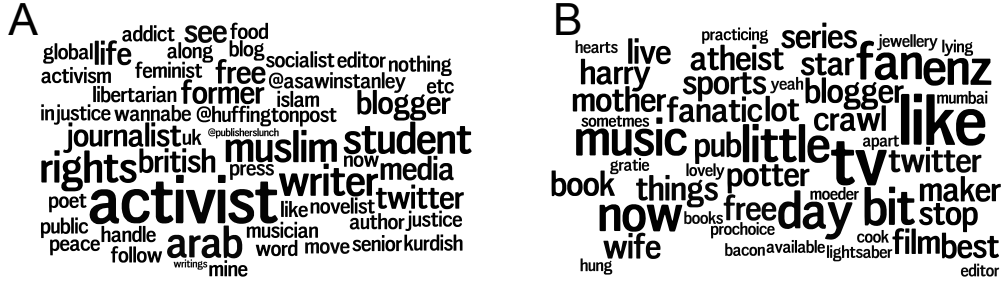 A
addict see food
global life along blog
socialist editor nothing
activism feminist free @asawinstanley
libertarian former islam etc
blogger
injustice wannabe @huffingtonpost
journalist uk @publisherslunch muslim student
rights british press now media
activist writer twitter
poet like novelist
author justice
public handle arab musician
peace follow word move senior kurdish
writings mine
B
hearts live practicing series jewellery lying
harry atheist star fan enz
sports yeah blogger
mother fanatic lot crawl like mumbai
sometmes music pub little tv apart twitter
gratie lovely
book things potter moeder maker
now books free day bit stop
prochoice
wife bacon available lightsaber cook film best
hung editor